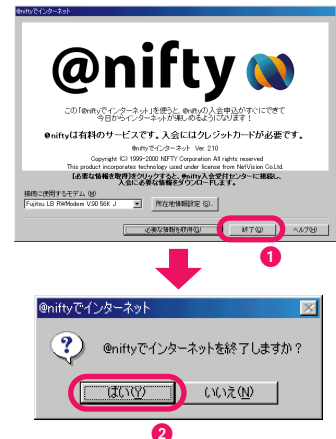 @niftyでインターネット
@nifty
この「@niftyでインターネット」を使うと、@niftyの入会申込がすぐにできて
今日からインターネットが楽しめるようになります！
@niftyは有料のサービスです。入会にはクレジットカードが必要です。
@niftyでインターネット Ver. 2.10
Copyright (C) 1999-2000 NIFTY Corporation All rights reserved
This product incorporates technology used under license from NetVision Co.Ltd.
[必要な情報を取得]をクリックすると、@nifty入会受付センターに接続し、
入会に必要な情報をダウンロードします。
接続に使用するモデム (M)
Fujitsu LB RWModem V.90 56K J
所在地情報設定 (S)...
必要な情報を取得(G)
終了(Q)
ヘルプ(H)
1
@niftyでインターネット
@niftyでインターネットを終了しますか？
はい(Y)
いいえ(N)
2